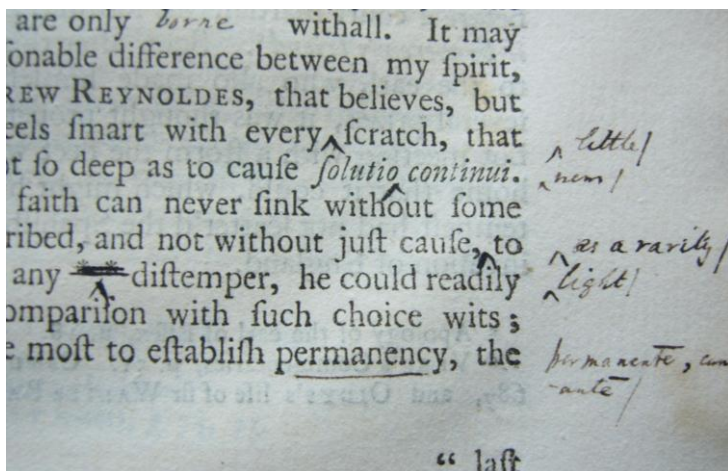 are only borne withall. It may
ſonable difference between my ſpirit,
REW REYNOLDES, that believes, but
eels ſmart with every ‸ ſcratch, that ‸ little/
t ſo deep as to cauſe ſolutio‸ continui. ‸ nem/
faith can never ſink without ſome
ribed, and not without juſt cauſe,‸ to ‸ as a rarity/
any ** ‸ diſtemper, he could readily ‸ light/
ompariſon with ſuch choice wits;
e moſt to eſtabliſh permanency, the permanente, cun
-ante/
“ laſt